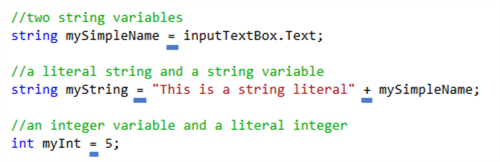 //two string variables
string mySimpleName = inputTextBox.Text;
//a literal string and a string variable
string myString = "This is a string literal" + mySimpleName;
//an integer variable and a literal integer
int myInt = 5;